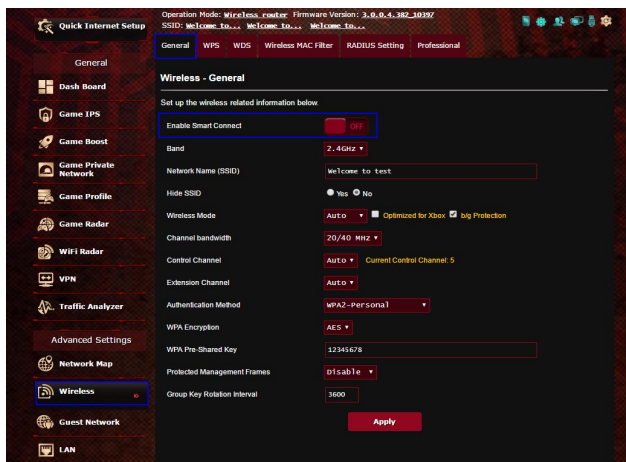 Quick Internet Setup
General
Dash Board
Game IPS
Game Boost
Game Private
Network
Game Profile
Game Radar
WiFi Radar
VPN
Traffic Analyzer
Advanced Settings
Network Map
Wireless
Guest Network
LAN
Operation Mode: Wireless router Firmware Version: 3.0.0.4.382_10397
SSID: Welcome to... Welcome to... Welcome to...
General WPS WDS Wireless MAC Filter RADIUS Setting Professional
Wireless - General
Set up the wireless related information below.
Enable Smart Connect OFF
Band 2.4GHz
Network Name (SSID) Welcome to test
Hide SSID Yes No
Wireless Mode Auto Optimized for Xbox b/g Protection
Channel bandwidth 20/40 MHz
Control Channel Auto Current Control Channel: 5
Extension Channel Auto
Authentication Method WPA2-Personal
WPA Encryption AES
WPA Pre-Shared Key 12345678
Protected Management Frames Disable
Group Key Rotation Interval 3600
Apply